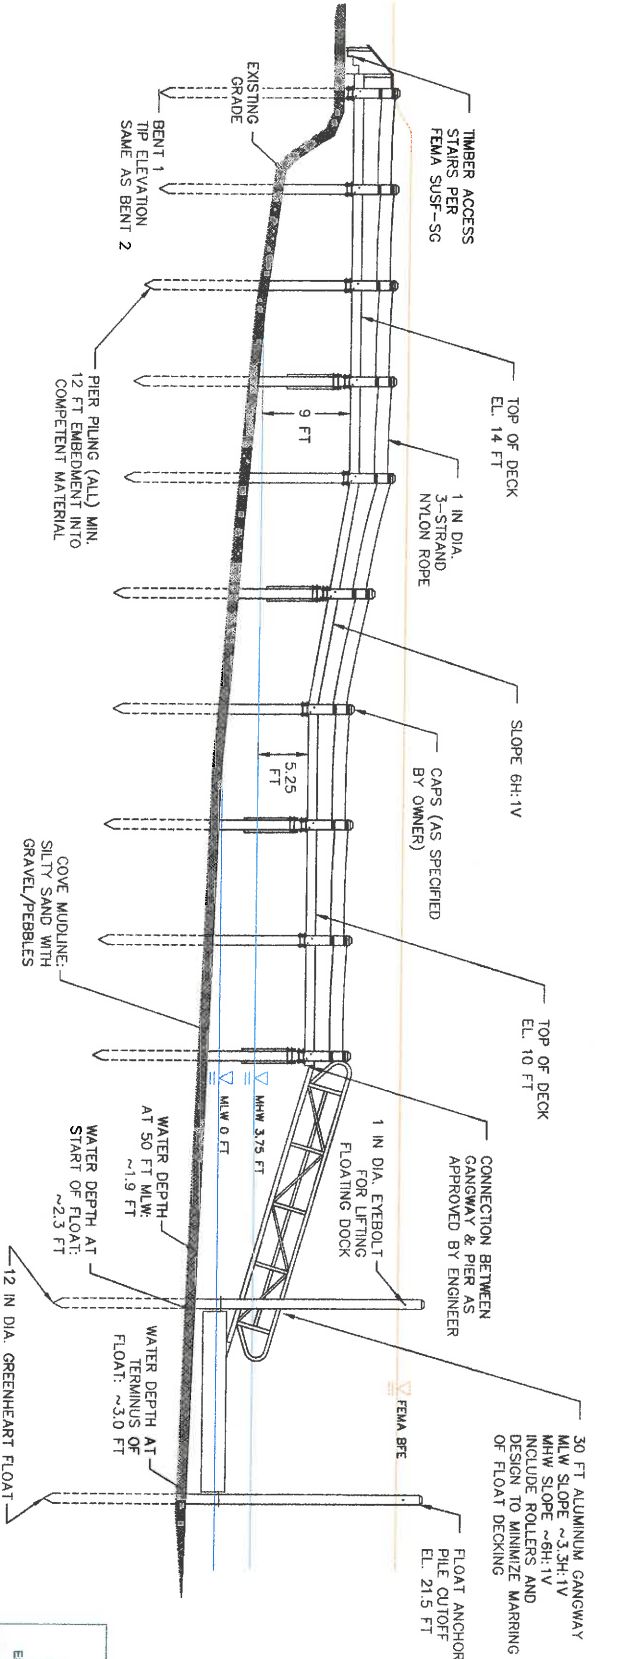 TIMBER ACCESS
STAIRS PER
FEMA SUSF-SG
EXISTING
GRADE
BENT 1
TIP ELEVATION
SAME AS BENT 2
TOP OF DECK
EL. 14 FT
1 IN DIA.
3-STRAND
NYLON ROPE
9 FT
PIER PILING (ALL) MIN.
12 FT EMBEDMENT INTO
COMPETENT MATERIAL
SLOPE 6H:1V
CAPS (AS SPECIFIED
BY OWNER)
5.25
FT
COVE MUDLINE:
SILTY SAND WITH
GRAVEL/PEBBLES
TOP OF DECK
EL. 10 FT
CONNECTION BETWEEN
GANGWAY & PIER AS
APPROVED BY ENGINEER
MHW 3.75 FT
MLW 0 FT
1 IN DIA. EYEBOLT
FOR LIFTING
FLOATING DOCK
WATER DEPTH
AT 50 FT MLW:
~1.9 FT
WATER DEPTH AT
START OF FLOAT:
~2.3 FT
30 FT ALUMINUM GANGWAY
MLW SLOPE ~3.3H:1V
MHW SLOPE ~6H:1V
INCLUDE ROLLERS AND
DESIGN TO MINIMIZE MARRING
OF FLOAT DECKING
FEMA BFE
WATER DEPTH AT
TERMINUS OF
FLOAT: ~3.0 FT
12 IN DIA. GREENHEART FLOAT
FLOAT ANCHOR
PILE CUTOFF
EL. 21.5 FT